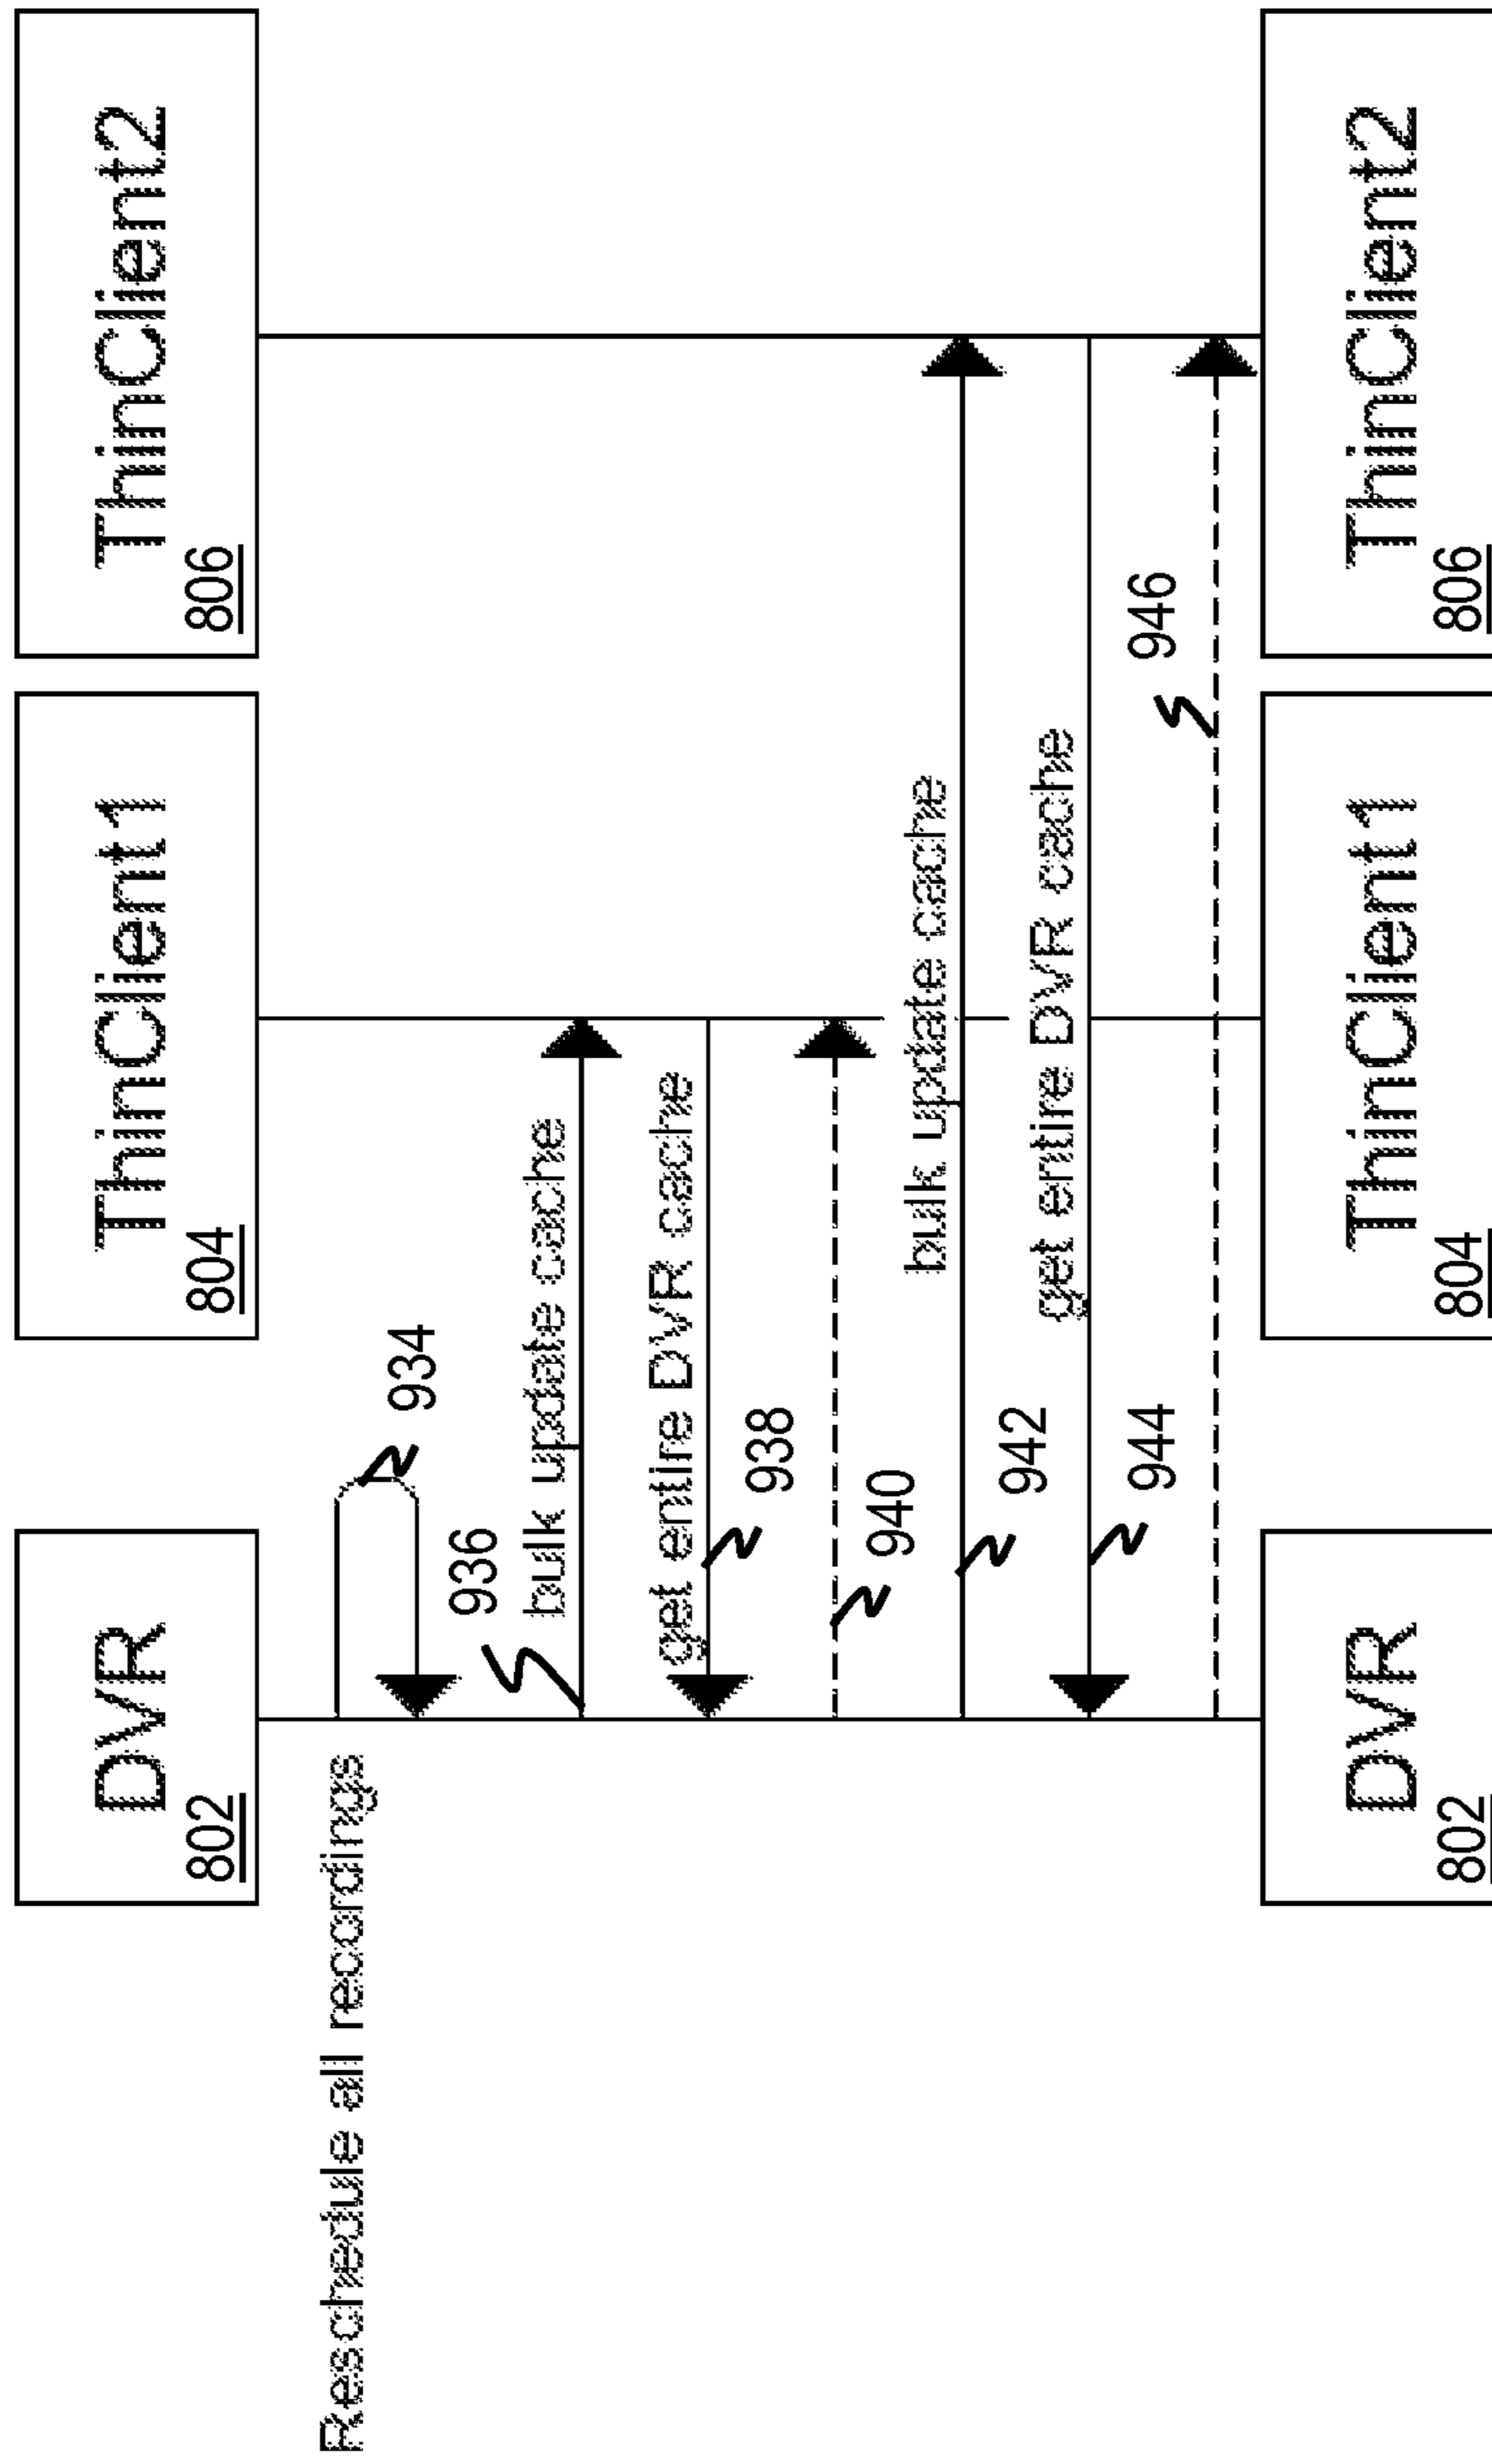 DVR
802
ThinClient1
804
ThinClient2
806
Reschedule all recordings
934
936
bulk update cache
get entire DVR cache
938
940
bulk update cache
942
get entire DVR cache
944
946
DVR
802
ThinClient1
804
ThinClient2
806